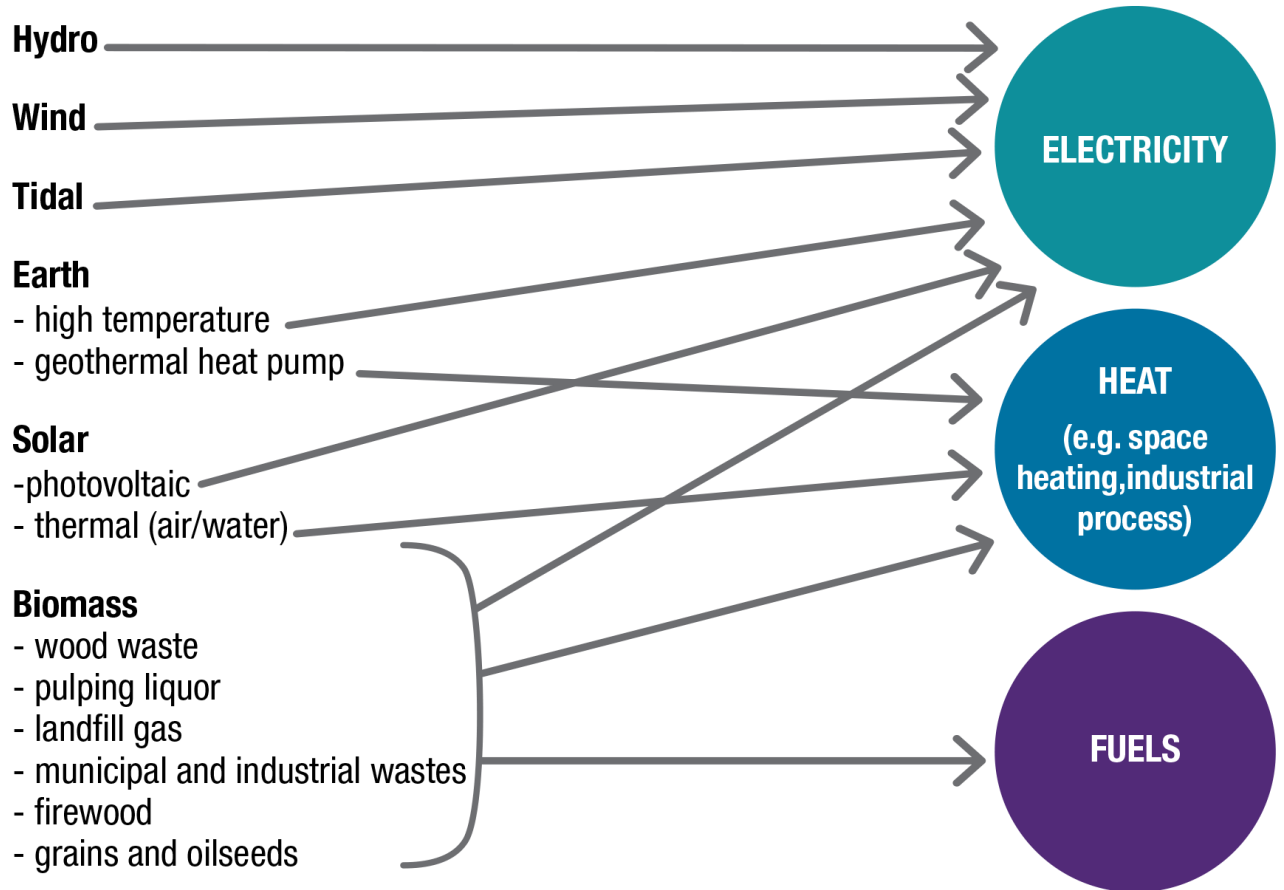 Hydro
Wind
Tidal
Earth
- high temperature
- geothermal heat pump
Solar
-photovoltaic
- thermal (air/water)
Biomass
- wood waste
- pulping liquor
- landfill gas
- municipal and industrial wastes
- firewood
- grains and oilseeds
ELECTRICITY
HEAT
(e.g. space
heating,industrial
process)
FUELS